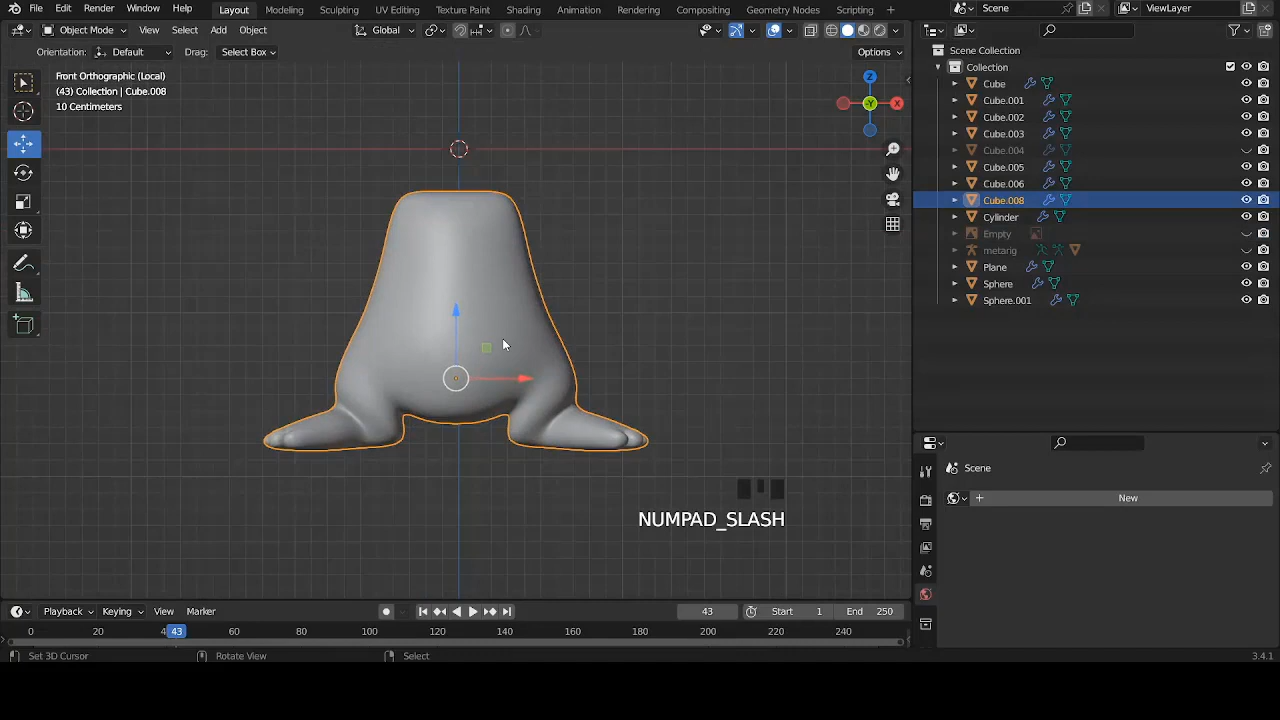 File Edit Window Render Help Layout Modeling Sculpting UV Editing Texture Paint Shading Animation Rendering Compositing Geometry Nodes Scripting Scene ViewLayer
Object Mode View Select Add Object Global
Orientation: Default Drag: Select Box Options
Front Orthographic (Local)
(43) Collection | Cube.008
10 Centimeters
Z
Y
X
NUMPAD_SLASH
Scene Collection
Collection
Cube
Cube.001
Cube.002
Cube.003
Cube.004
Cube.005
Cube.006
Cube.008
Cylinder
Empty
metarig
Plane
Sphere
Sphere.001
Scene
New
Playback Keying View Marker 43 Start 1 End 250
0 20 4 43 60 80 100 120 140 160 180 200 220 240
Set 3D Cursor Rotate View Select 3.4.1